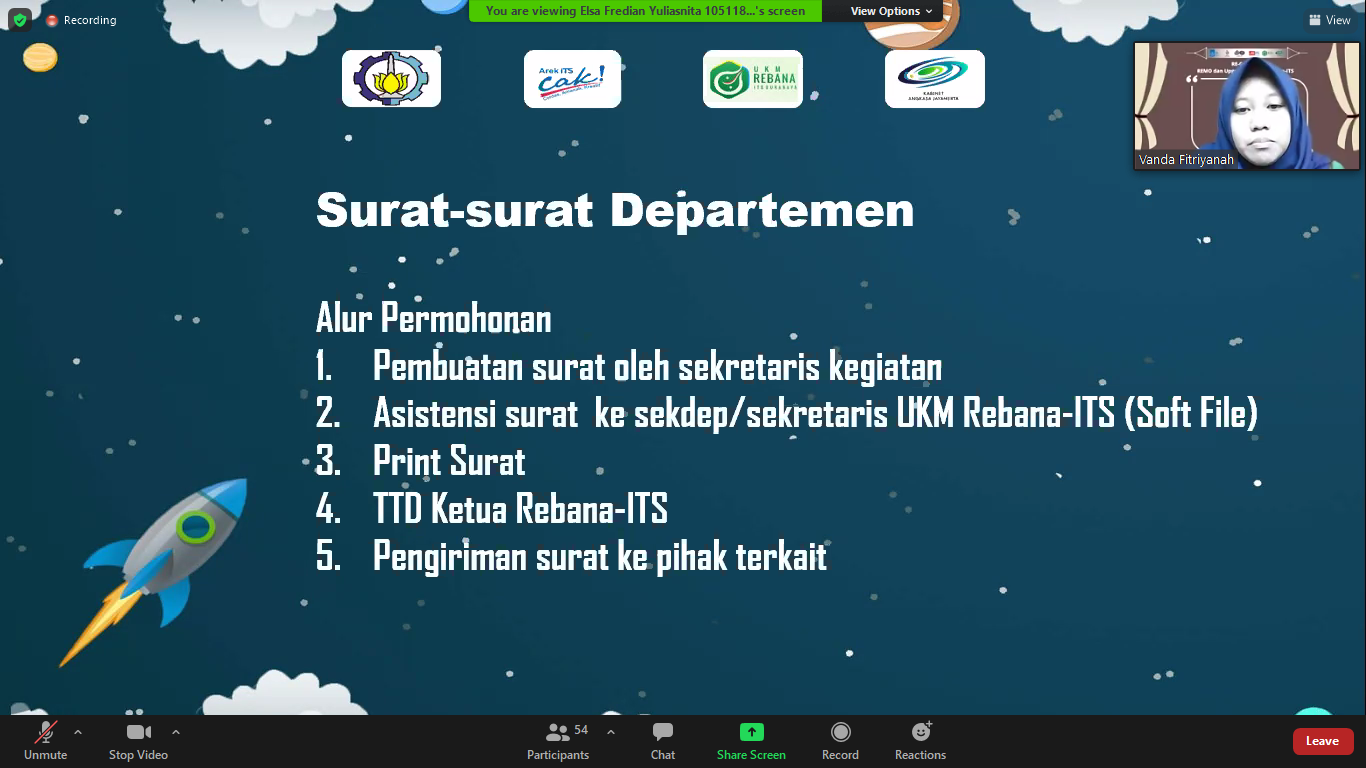 Recording
You are viewing Elsa Fredian Yuliasnita 105118...'s screen
View Options
View
Arek ITS
cak!
UKM
REBANA
ITS SURABAYA
KABINET
ANGKASA JAYAMERTA
Vanda Fitriyanah
Surat-surat Departemen
Alur Permohonan
1. Pembuatan surat oleh sekretaris kegiatan
2. Asistensi surat ke sekdep/sekretaris UKM Rebana-ITS (Soft File)
3. Print Surat
4. TTD Ketua Rebana-ITS
5. Pengiriman surat ke pihak terkait
Unmute
Stop Video
Participants
54
Chat
Share Screen
Record
Reactions
Leave